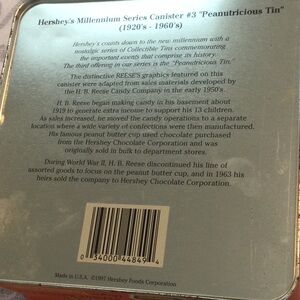 Hershey's Millennium Series Canister #3 "Peanutricious Tin"
(1920's - 1960's)
Hershey's counts down to the new millennium with a
nostalgic series of Collectible Tins commemorating
the important events that comprise its history.
The third offering in our series is the "Peanutricious Tin."
The distinctive REESE'S graphics featured on this
canister were adapted from sales materials developed by
the H. B. Reese Candy Company in the early 1950's.
H. B. Reese began making candy in his basement about
1919 to generate extra income to support his 13 children.
As sales increased, he moved the candy operations to a separate
location where a wide variety of confections were then manufactured.
His famous peanut butter cup used chocolate purchased
from the Hershey Chocolate Corporation and was
originally sold in bulk to department stores.
During World War II, H. B. Reese discontinued his line of
assorted goods to focus on the peanut butter cup, and in 1963 his
heirs sold the company to Hershey Chocolate Corporation.
0 34000 44849 4
Made in U.S.A. ©1997 Hershey Foods Corporation